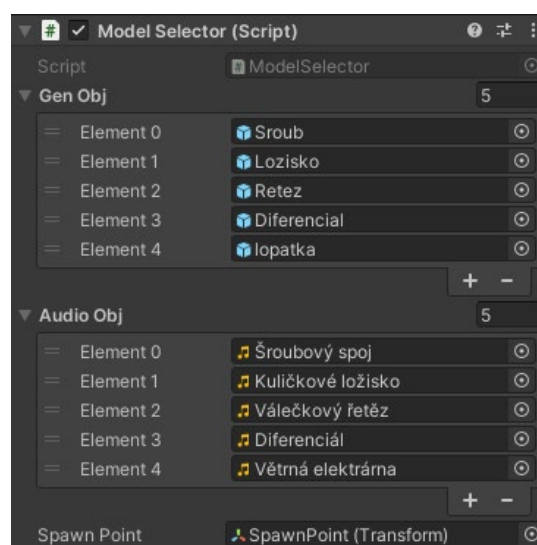 # Model Selector (Script)
Script ModelSelector
Gen Obj 5
Element 0 Sroub
Element 1 Lozisko
Element 2 Retez
Element 3 Diferencial
Element 4 lopatka
+ -
Audio Obj 5
Element 0 Šroubový spoj
Element 1 Kuličkové ložisko
Element 2 Válečkový řetěz
Element 3 Diferenciál
Element 4 Větrná elektrárna
+ -
Spawn Point SpawnPoint (Transform)